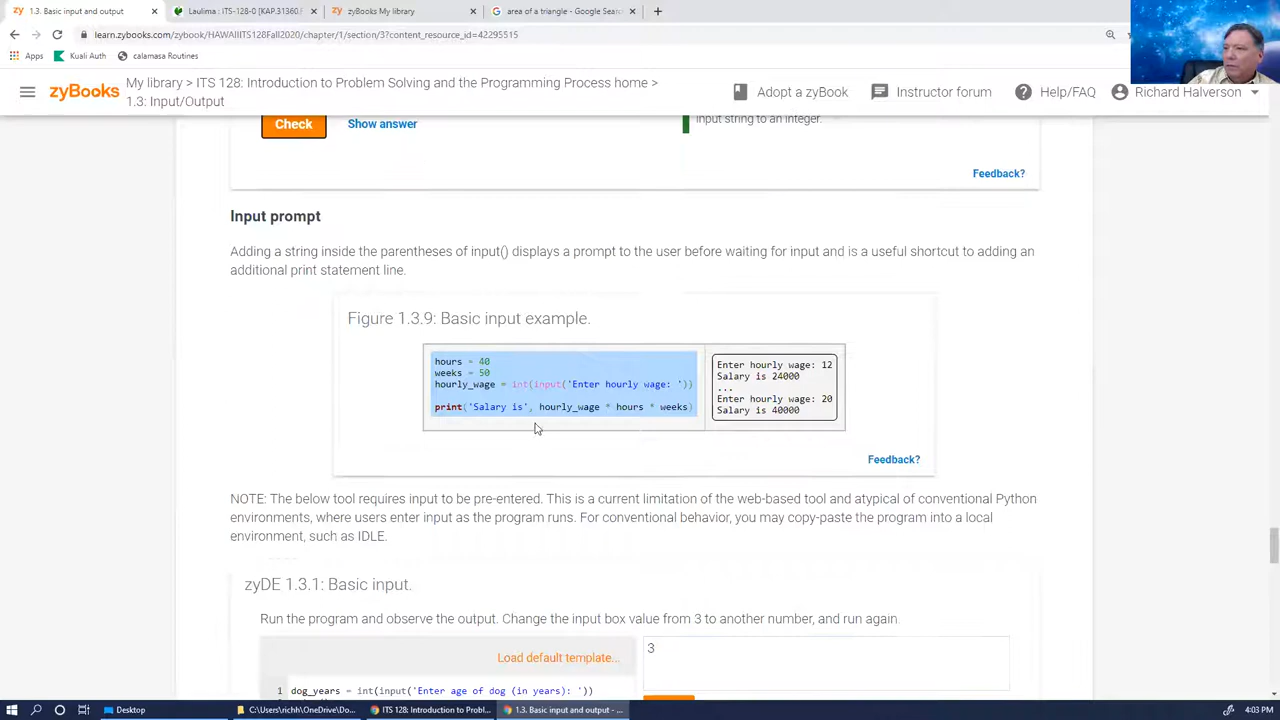 1.3. Basic input and output
Laulima : ITS-128-0 [KAP.31360.F
zyBooks My library
area of a triangle - Google Sear
learn.zybooks.com/zybook/HAWAIIITS128Fall2020/chapter/1/section/3?content_resource_id=42295515
Apps
Kuali Auth
calamasa Routines
zyBooks
My library > ITS 128: Introduction to Problem Solving and the Programming Process home >
1.3: Input/Output
Adopt a zyBook
Instructor forum
Help/FAQ
Richard Halverson
Check
Show answer
input string to an integer.
Feedback?
Input prompt
Adding a string inside the parentheses of input() displays a prompt to the user before waiting for input and is a useful shortcut to adding an
additional print statement line.
Figure 1.3.9: Basic input example.
hours = 40
weeks = 50
hourly_wage = int(input('Enter hourly wage: '))
print('Salary is', hourly_wage * hours * weeks)
Enter hourly wage: 12
Salary is 24000
...
Enter hourly wage: 20
Salary is 40000
Feedback?
NOTE: The below tool requires input to be pre-entered. This is a current limitation of the web-based tool and atypical of conventional Python
environments, where users enter input as the program runs. For conventional behavior, you may copy-paste the program into a local
environment, such as IDLE.
zyDE 1.3.1: Basic input.
Run the program and observe the output. Change the input box value from 3 to another number, and run again.
Load default template...
3
1 dog_years = int(input('Enter age of dog (in years): '))
Desktop
C:\Users\richh\OneDrive\Do...
ITS 128: Introduction to Probl...
1.3. Basic input and output - ...
4:03 PM